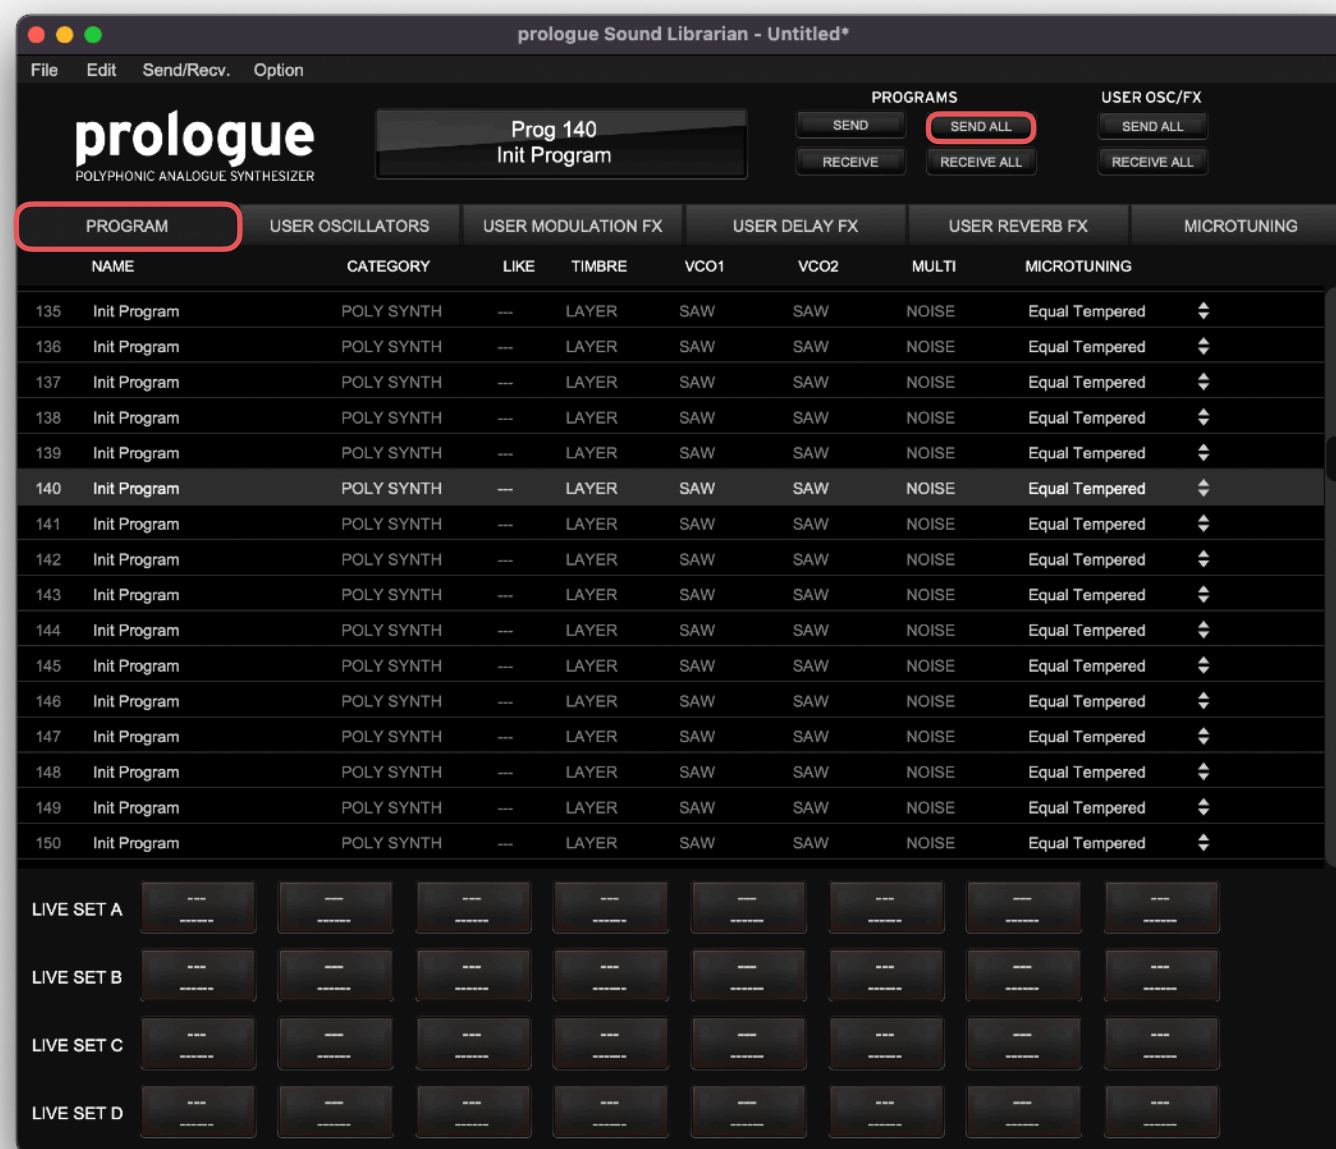 prologue Sound Librarian - Untitled*
File Edit Send/Recv. Option
PROGRAMS USER OSC/FX
prologue
POLYPHONIC ANALOGUE SYNTHESIZER
Prog 140
Init Program
SEND SEND ALL SEND ALL
RECEIVE RECEIVE ALL RECEIVE ALL
PROGRAM USER OSCILLATORS USER MODULATION FX USER DELAY FX USER REVERB FX MICROTUNING
NAME CATEGORY LIKE TIMBRE VCO1 VCO2 MULTI MICROTUNING
135 Init Program POLY SYNTH --- LAYER SAW SAW NOISE Equal Tempered
136 Init Program POLY SYNTH --- LAYER SAW SAW NOISE Equal Tempered
137 Init Program POLY SYNTH --- LAYER SAW SAW NOISE Equal Tempered
138 Init Program POLY SYNTH --- LAYER SAW SAW NOISE Equal Tempered
139 Init Program POLY SYNTH --- LAYER SAW SAW NOISE Equal Tempered
140 Init Program POLY SYNTH --- LAYER SAW SAW NOISE Equal Tempered
141 Init Program POLY SYNTH --- LAYER SAW SAW NOISE Equal Tempered
142 Init Program POLY SYNTH --- LAYER SAW SAW NOISE Equal Tempered
143 Init Program POLY SYNTH --- LAYER SAW SAW NOISE Equal Tempered
144 Init Program POLY SYNTH --- LAYER SAW SAW NOISE Equal Tempered
145 Init Program POLY SYNTH --- LAYER SAW SAW NOISE Equal Tempered
146 Init Program POLY SYNTH --- LAYER SAW SAW NOISE Equal Tempered
147 Init Program POLY SYNTH --- LAYER SAW SAW NOISE Equal Tempered
148 Init Program POLY SYNTH --- LAYER SAW SAW NOISE Equal Tempered
149 Init Program POLY SYNTH --- LAYER SAW SAW NOISE Equal Tempered
150 Init Program POLY SYNTH --- LAYER SAW SAW NOISE Equal Tempered
--- --- --- --- --- --- --- ---
LIVE SET A
------ ------ ------ ------ ------ ------ ------ ------
--- --- --- --- --- --- --- ---
LIVE SET B
------ ------ ------ ------ ------ ------ ------ ------
--- --- --- --- --- --- --- ---
LIVE SET C
------ ------ ------ ------ ------ ------ ------ ------
--- --- --- --- --- --- --- ---
LIVE SET D
------ ------ ------ ------ ------ ------ ------ ------